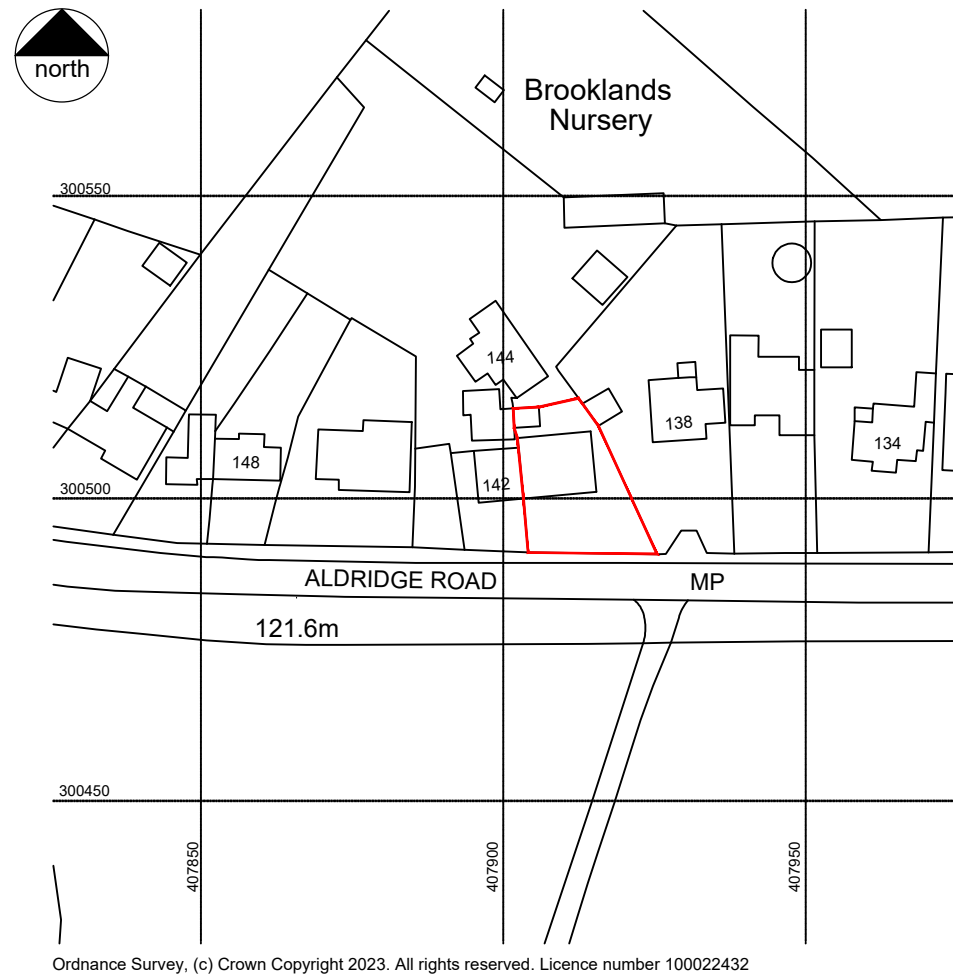 north
Brooklands
Nursery
300550
144
138
134
148
142
300500
ALDRIDGE ROAD
MP
121.6m
300450
407850
407900
407950
Ordnance Survey, (c) Crown Copyright 2023. All rights reserved. Licence number 100022432